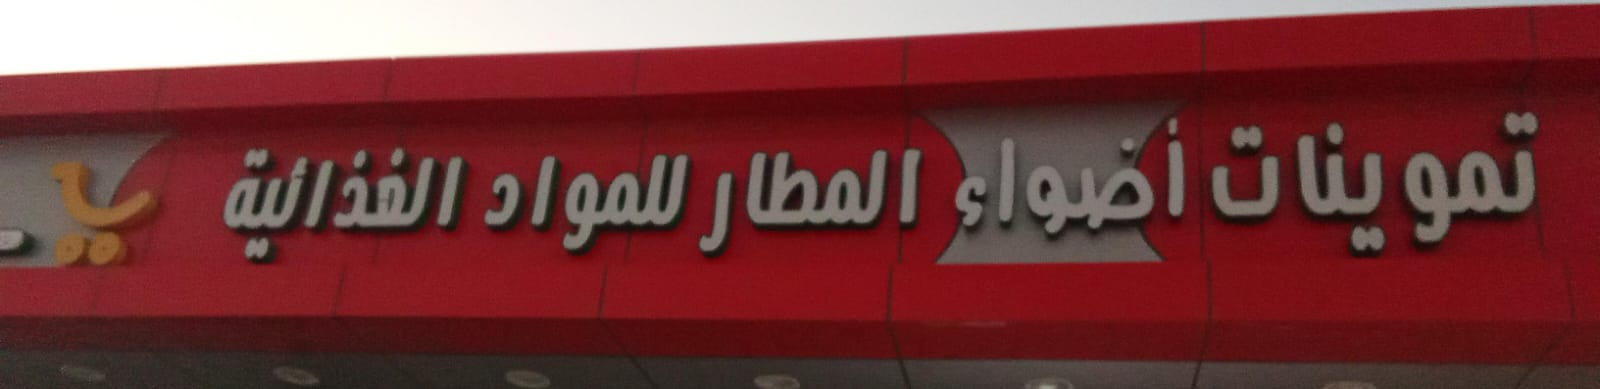 تموينات أضواء المطار للمواد الغذائية